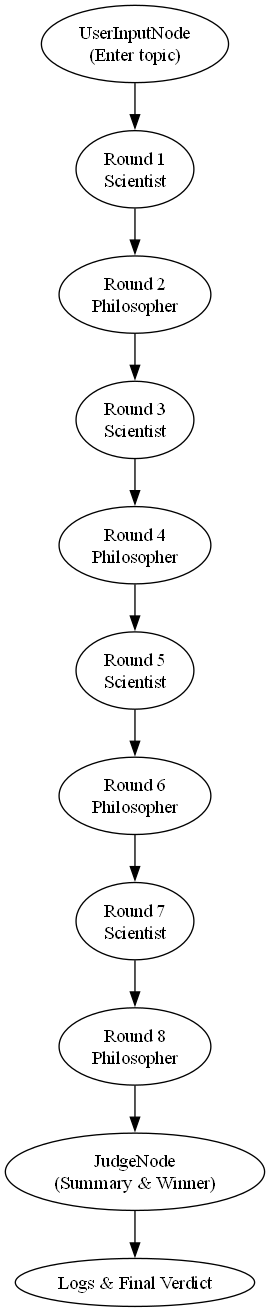 UserInputNode
(Enter topic)
Round 1
Scientist
Round 2
Philosopher
Round 3
Scientist
Round 4
Philosopher
Round 5
Scientist
Round 6
Philosopher
Round 7
Scientist
Round 8
Philosopher
JudgeNode
(Summary & Winner)
Logs & Final Verdict